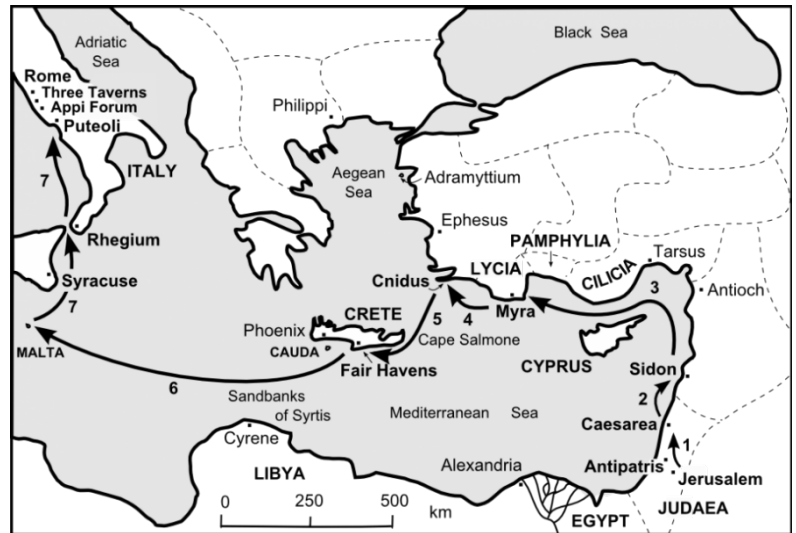 Adriatic
Sea
Black Sea
Rome
Three Taverns
Appi Forum
Puteoli
Philippi
ITALY
7
Aegean
Sea
Adramyttium
Ephesus
PAMPHYLIA
Rhegium
LYCIA
CILICIA
Tarsus
Syracuse
7
Cnidus
3
Antioch
MALTA
CRETE
5
4
Myra
Phoenix
CAUDA
Cape Salmone
Fair Havens
CYPRUS
Sidon
6
Sandbanks
of Syrtis
Mediterranean Sea
2
Caesarea
Cyrene
1
Alexandria
Antipatris
Jerusalem
LIBYA
JUDAEA
EGYPT
0 250 500
km